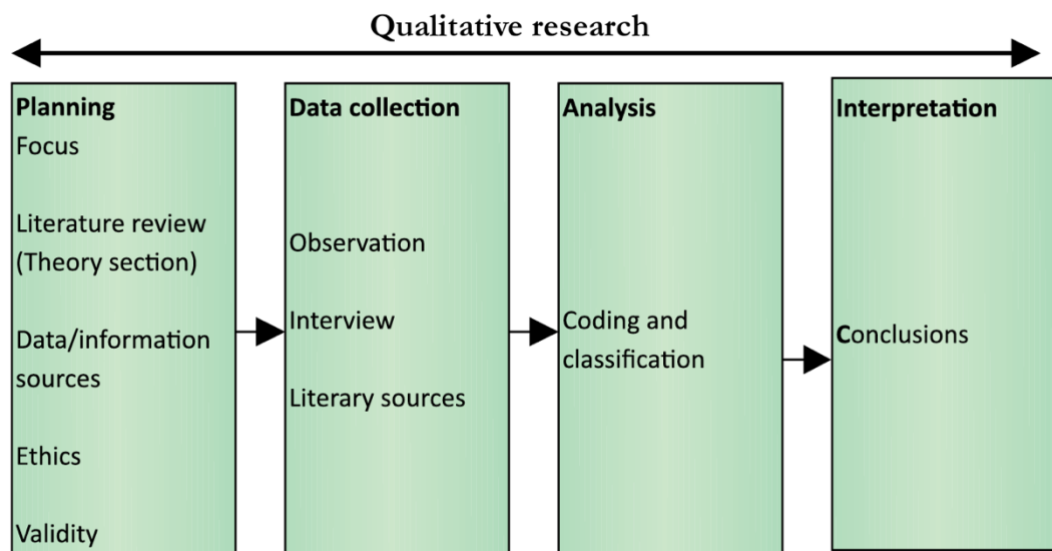 Qualitative research
Planning
Focus
Literature review
(Theory section)
Data/information
sources
Ethics
Validity
Data collection
Observation
Interview
Literary sources
Analysis
Coding and
classification
Interpretation
Conclusions